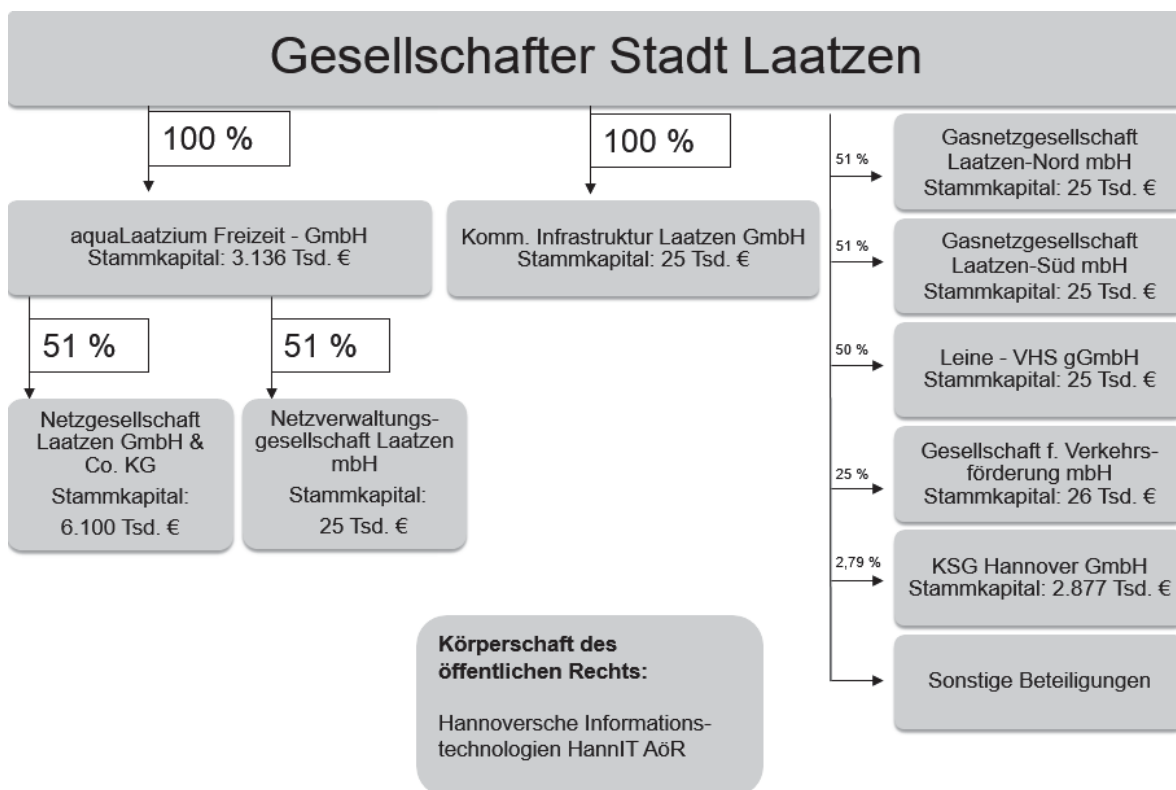 Gesellschafter Stadt Laatzen
100 %
aquaLaatzium Freizeit - GmbH
Stammkapital: 3.136 Tsd. €
51 %
Netzgesellschaft
Laatzen GmbH &
Co. KG
Stammkapital:
6.100 Tsd. €
51 %
Netzverwaltungs-
gesellschaft Laatzen
mbH
Stammkapital:
25 Tsd. €
100 %
Komm. Infrastruktur Laatzen GmbH
Stammkapital: 25 Tsd. €
51 %
Gasnetzgesellschaft
Laatzen-Nord mbH
Stammkapital: 25 Tsd. €
51 %
Gasnetzgesellschaft
Laatzen-Süd mbH
Stammkapital: 25 Tsd. €
50 %
Leine - VHS gGmbH
Stammkapital: 25 Tsd. €
25 %
Gesellschaft f. Verkehrs-
förderung mbH
Stammkapital: 26 Tsd. €
2,79 %
KSG Hannover GmbH
Stammkapital: 2.877 Tsd. €
Sonstige Beteiligungen
Körperschaft des
öffentlichen Rechts:
Hannoversche Informations-
technologien HannIT AöR